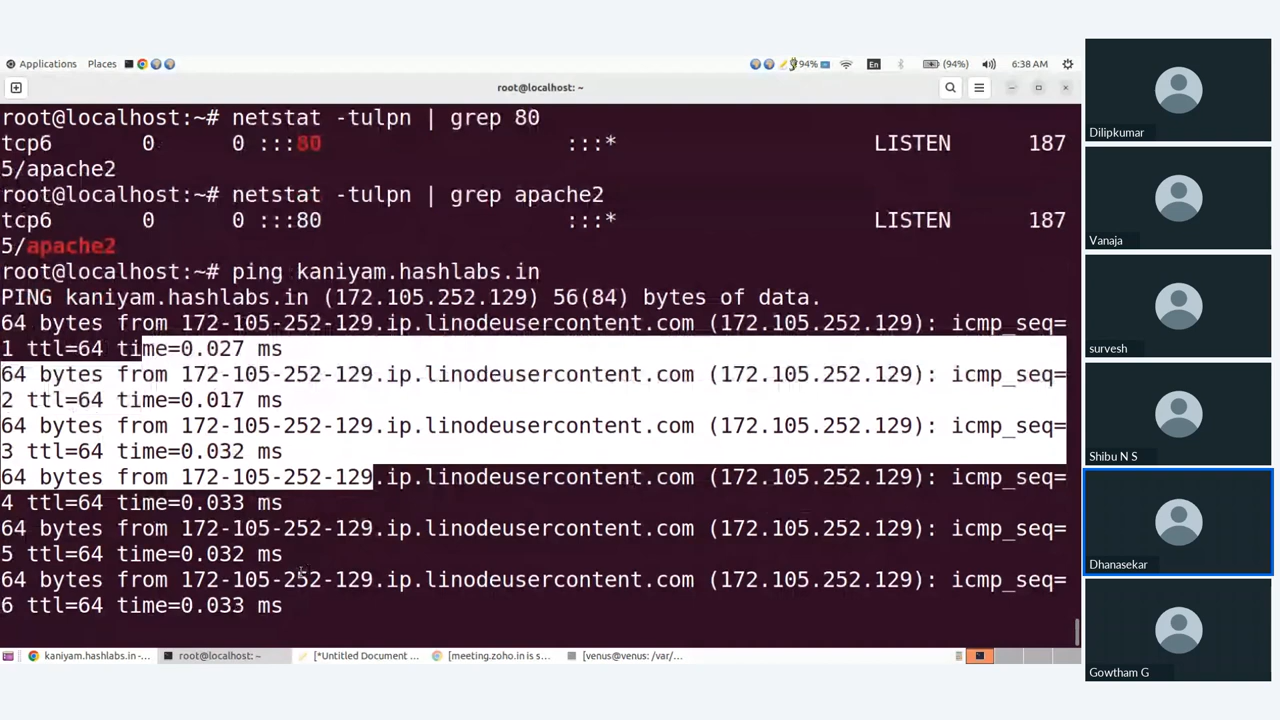 Applications Places 94% En (94%) 6:38 AM
root@localhost: ~
root@localhost:~# netstat -tulpn | grep 80
tcp6 0 0 :::80 :::* LISTEN 187
5/apache2
root@localhost:~# netstat -tulpn | grep apache2
tcp6 0 0 :::80 :::* LISTEN 187
5/apache2
root@localhost:~# ping kaniyam.hashlabs.in
PING kaniyam.hashlabs.in (172.105.252.129) 56(84) bytes of data.
64 bytes from 172-105-252-129.ip.linodeusercontent.com (172.105.252.129): icmp_seq=
1 ttl=64 time=0.027 ms
64 bytes from 172-105-252-129.ip.linodeusercontent.com (172.105.252.129): icmp_seq=
2 ttl=64 time=0.017 ms
64 bytes from 172-105-252-129.ip.linodeusercontent.com (172.105.252.129): icmp_seq=
3 ttl=64 time=0.032 ms
64 bytes from 172-105-252-129.ip.linodeusercontent.com (172.105.252.129): icmp_seq=
4 ttl=64 time=0.033 ms
64 bytes from 172-105-252-129.ip.linodeusercontent.com (172.105.252.129): icmp_seq=
5 ttl=64 time=0.032 ms
64 bytes from 172-105-252-129.ip.linodeusercontent.com (172.105.252.129): icmp_seq=
6 ttl=64 time=0.033 ms
kaniyam.hashlabs.in -... root@localhost: ~ [*Untitled Document ... [meeting.zoho.in is s... [venus@venus: /var/...
Dilipkumar
Vanaja
survesh
Shibu N S
Dhanasekar
Gowtham G